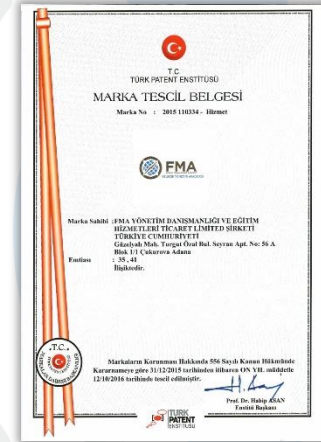 T.C.
TÜRK PATENT ENSTİTÜSÜ
MARKA TESCİL BELGESİ
Marka No : 2015 110334 - Hizmet
FMA
Marka Sahibi :FMA YÖNETİM DANIŞMANLIĞI VE EĞİTİM
HİZMETLERİ TİCARET LİMİTED ŞİRKETİ
TÜRKİYE CUMHURİYETİ
Güzelyalı Mah. Turgut Özal Bul. Seyran Apt. No: 56 A
Blok 1/1 Çukurova Adana
Emtiası : 35 , 41
İlişiktedir.
.T.C.
Markaların Korunması Hakkında 556 Sayılı Kanun Hükmünde
Kararnameye göre 31/12/2015 tarihinden itibaren ON YIL müddetle
12/10/2016 tarihinde tescil edilmiştir.
Prof. Dr. Habip ASAN
Enstitü Başkanı
TÜRK
PATENT
ENSTİTÜSÜ